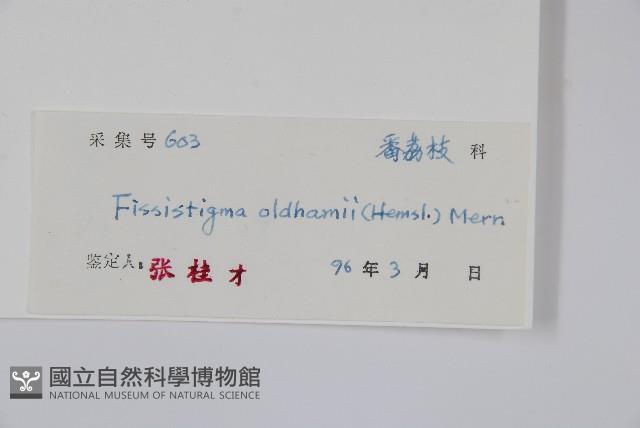 采集号 603 番荔枝 科
Fissistigma oldhamii (Hemsl.) Merr.
鉴定人: 张桂才 96 年 3 月 日
國立自然科學博物館
NATIONAL MUSEUM OF NATURAL SCIENCE